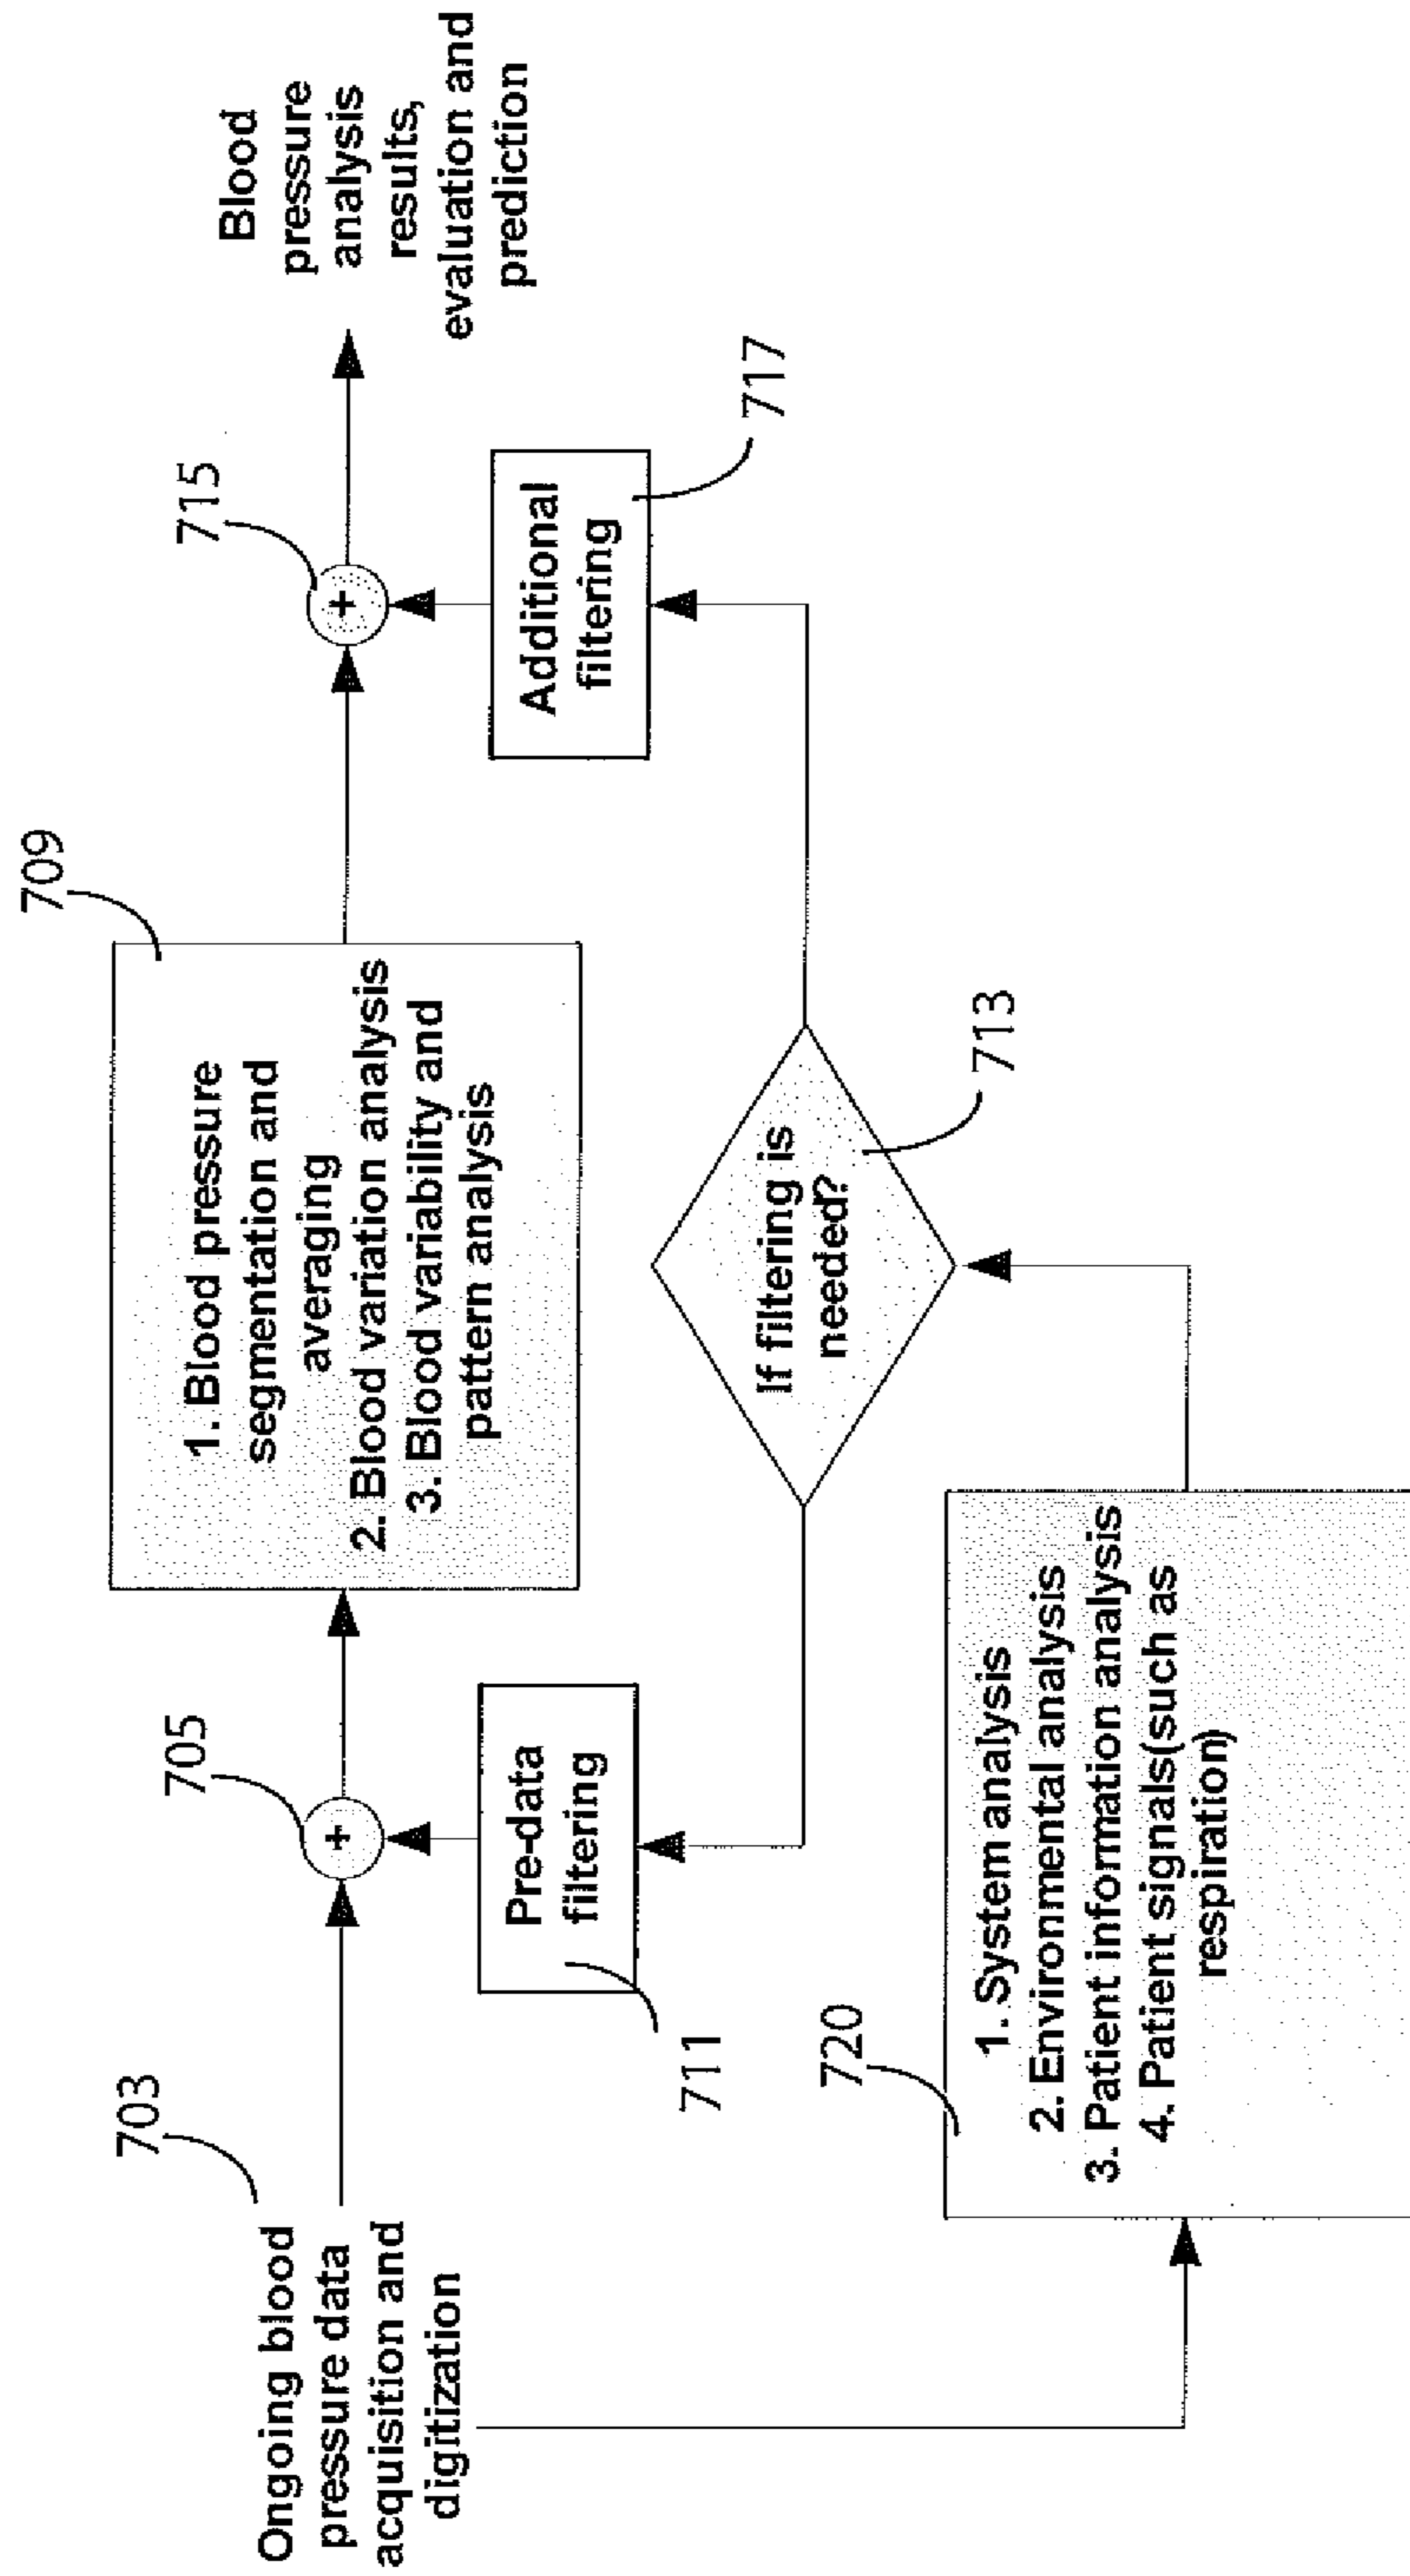 703
Ongoing blood
pressure data
acquisition and
digitization
705
+
Pre-data
filtering
711
709
1. Blood pressure
segmentation and
averaging
2. Blood variation analysis
3. Blood variability and
pattern analysis
715
+
Additional
filtering
717
Blood
pressure
analysis
results,
evaluation and
prediction
If filtering is
needed?
713
720
1. System analysis
2. Environmental analysis
3. Patient information analysis
4. Patient signals(such as
respiration)